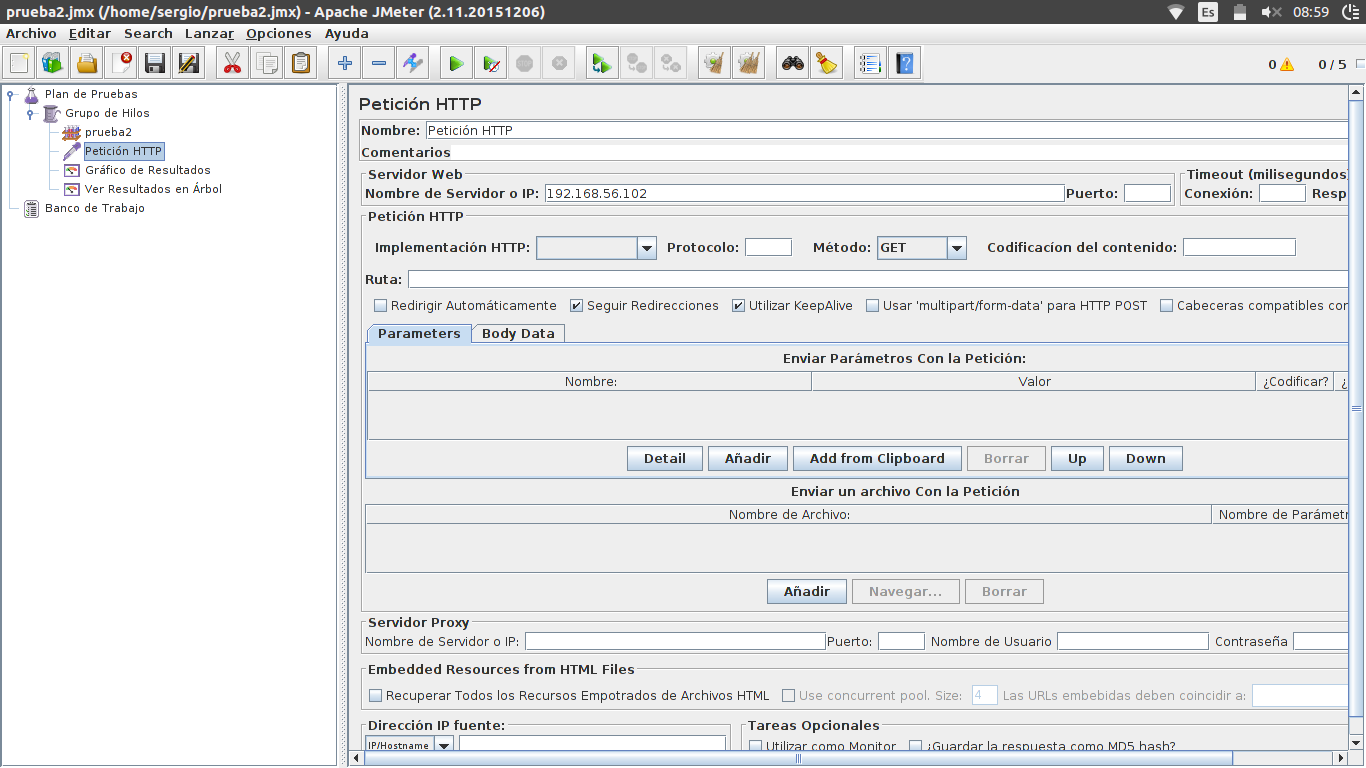 prueba2.jmx (/home/sergio/prueba2.jmx) - Apache JMeter (2.11.20151206)
Es
08:59
Archivo Editar Search Lanzar Opciones Ayuda
0
0 / 5
Plan de Pruebas
Grupo de Hilos
prueba2
Petición HTTP
Gráfico de Resultados
Ver Resultados en Árbol
Banco de Trabajo
Petición HTTP
Nombre: Petición HTTP
Comentarios
Servidor Web
Nombre de Servidor o IP: 192.168.56.102 Puerto:
Timeout (milisegundos)
Conexión: Resp
Petición HTTP
Implementación HTTP: Protocolo: Método: GET Codificacíon del contenido:
Ruta:
Redirigir Automáticamente Seguir Redirecciones Utilizar KeepAlive Usar 'multipart/form-data' para HTTP POST Cabeceras compatibles con
Parameters Body Data
Enviar Parámetros Con la Petición:
Nombre: Valor ¿Codificar? ¿
Detail Añadir Add from Clipboard Borrar Up Down
Enviar un archivo Con la Petición
Nombre de Archivo: Nombre de Parámetr
Añadir Navegar... Borrar
Servidor Proxy
Nombre de Servidor o IP: Puerto: Nombre de Usuario Contraseña
Embedded Resources from HTML Files
Recuperar Todos los Recursos Empotrados de Archivos HTML Use concurrent pool. Size: 4 Las URLs embebidas deben coincidir a:
Dirección IP fuente:
IP/Hostname
Tareas Opcionales
Utilizar como Monitor ¿Guardar la respuesta como MD5 hash?